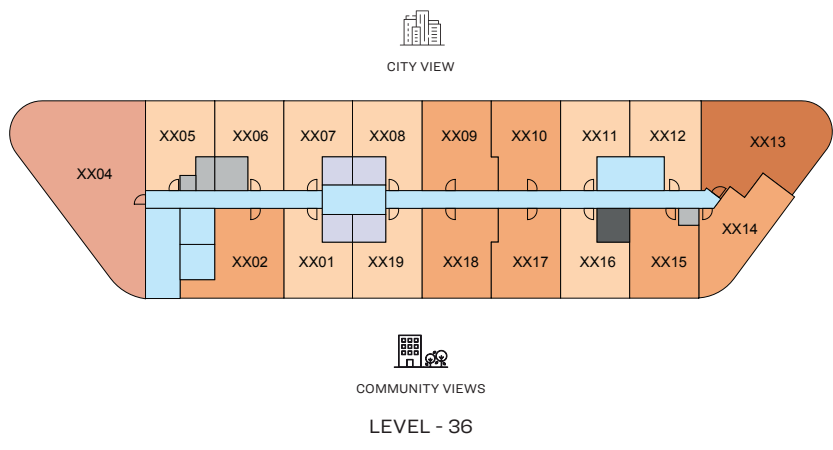 CITY VIEW
XX05 XX06 XX07 XX08 XX09 XX10 XX11 XX12
XX13
XX04
XX14
XX02 XX01 XX19 XX18 XX17 XX16 XX15
COMMUNITY VIEWS
LEVEL - 36